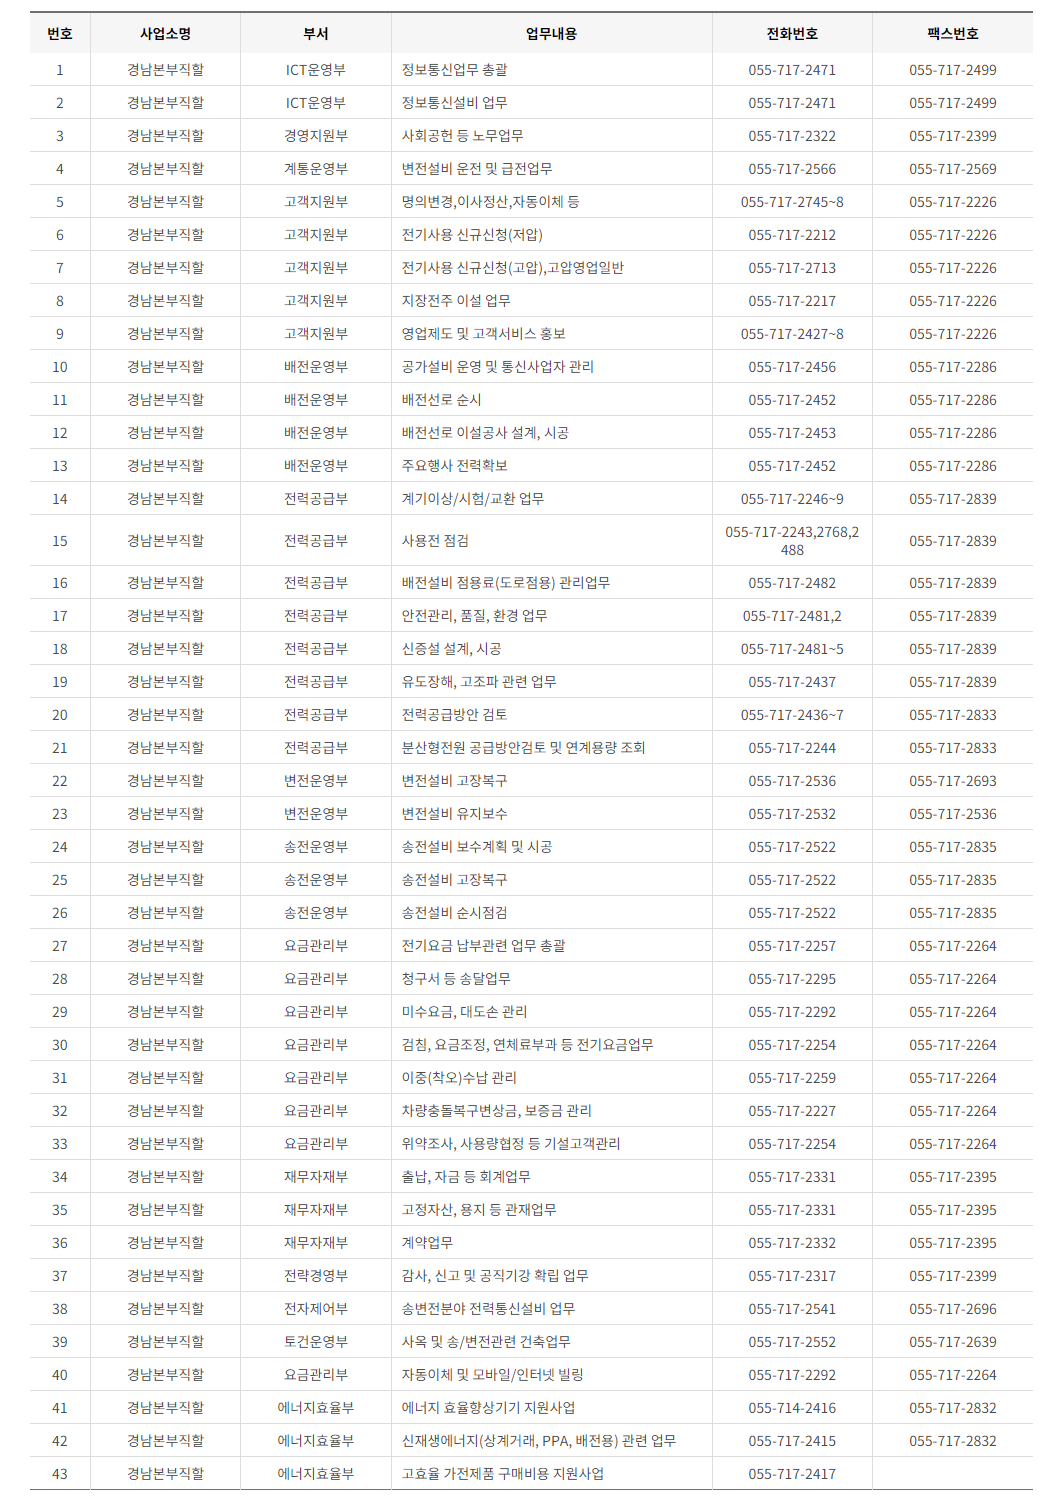 번호 사업소명 부서 업무내용 전화번호 팩스번호
1 경남본부직할 ICT운영부 정보통신업무 총괄 055-717-2471 055-717-2499
2 경남본부직할 ICT운영부 정보통신설비 업무 055-717-2471 055-717-2499
3 경남본부직할 경영지원부 사회공헌 등 노무업무 055-717-2322 055-717-2399
4 경남본부직할 계통운영부 변전설비 운전 및 급전업무 055-717-2566 055-717-2569
5 경남본부직할 고객지원부 명의변경,이사정산,자동이체 등 055-717-2745~8 055-717-2226
6 경남본부직할 고객지원부 전기사용 신규신청(저압) 055-717-2212 055-717-2226
7 경남본부직할 고객지원부 전기사용 신규신청(고압),고압영업일반 055-717-2713 055-717-2226
8 경남본부직할 고객지원부 지장전주 이설 업무 055-717-2217 055-717-2226
9 경남본부직할 고객지원부 영업제도 및 고객서비스 홍보 055-717-2427~8 055-717-2226
10 경남본부직할 배전운영부 공가설비 운영 및 통신사업자 관리 055-717-2456 055-717-2286
11 경남본부직할 배전운영부 배전선로 순시 055-717-2452 055-717-2286
12 경남본부직할 배전운영부 배전선로 이설공사 설계, 시공 055-717-2453 055-717-2286
13 경남본부직할 배전운영부 주요행사 전력확보 055-717-2452 055-717-2286
14 경남본부직할 전력공급부 계기이상/시험/교환 업무 055-717-2246~9 055-717-2839
15 경남본부직할 전력공급부 사용전 점검 055-717-2243,2768,2 055-717-2839
488
16 경남본부직할 전력공급부 배전설비 점용료(도로점용) 관리업무 055-717-2482 055-717-2839
17 경남본부직할 전력공급부 안전관리, 품질, 환경 업무 055-717-2481,2 055-717-2839
18 경남본부직할 전력공급부 신증설 설계, 시공 055-717-2481~5 055-717-2839
19 경남본부직할 전력공급부 유도장해, 고조파 관련 업무 055-717-2437 055-717-2839
20 경남본부직할 전력공급부 전력공급방안 검토 055-717-2436~7 055-717-2833
21 경남본부직할 전력공급부 분산형전원 공급방안검토 및 연계용량 조회 055-717-2244 055-717-2833
22 경남본부직할 변전운영부 변전설비 고장복구 055-717-2536 055-717-2693
23 경남본부직할 변전운영부 변전설비 유지보수 055-717-2532 055-717-2536
24 경남본부직할 송전운영부 송전설비 보수계획 및 시공 055-717-2522 055-717-2835
25 경남본부직할 송전운영부 송전설비 고장복구 055-717-2522 055-717-2835
26 경남본부직할 송전운영부 송전설비 순시점검 055-717-2522 055-717-2835
27 경남본부직할 요금관리부 전기요금 납부관련 업무 총괄 055-717-2257 055-717-2264
28 경남본부직할 요금관리부 청구서 등 송달업무 055-717-2295 055-717-2264
29 경남본부직할 요금관리부 미수요금, 대도손 관리 055-717-2292 055-717-2264
30 경남본부직할 요금관리부 검침, 요금조정, 연체료부과 등 전기요금업무 055-717-2254 055-717-2264
31 경남본부직할 요금관리부 이중(착오)수납 관리 055-717-2259 055-717-2264
32 경남본부직할 요금관리부 차량충돌복구변상금, 보증금 관리 055-717-2227 055-717-2264
33 경남본부직할 요금관리부 위약조사, 사용량협정 등 기설고객관리 055-717-2254 055-717-2264
34 경남본부직할 재무자재부 출납, 자금 등 회계업무 055-717-2331 055-717-2395
35 경남본부직할 재무자재부 고정자산, 용지 등 관재업무 055-717-2331 055-717-2395
36 경남본부직할 재무자재부 계약업무 055-717-2332 055-717-2395
37 경남본부직할 전략경영부 감사, 신고 및 공직기강 확립 업무 055-717-2317 055-717-2399
38 경남본부직할 전자제어부 송변전분야 전력통신설비 업무 055-717-2541 055-717-2696
39 경남본부직할 토건운영부 사옥 및 송/변전관련 건축업무 055-717-2552 055-717-2639
40 경남본부직할 요금관리부 자동이체 및 모바일/인터넷 빌링 055-717-2292 055-717-2264
41 경남본부직할 에너지효율부 에너지 효율향상기기 지원사업 055-714-2416 055-717-2832
42 경남본부직할 에너지효율부 신재생에너지(상계거래, PPA, 배전용) 관련 업무 055-717-2415 055-717-2832
43 경남본부직할 에너지효율부 고효율 가전제품 구매비용 지원사업 055-717-2417